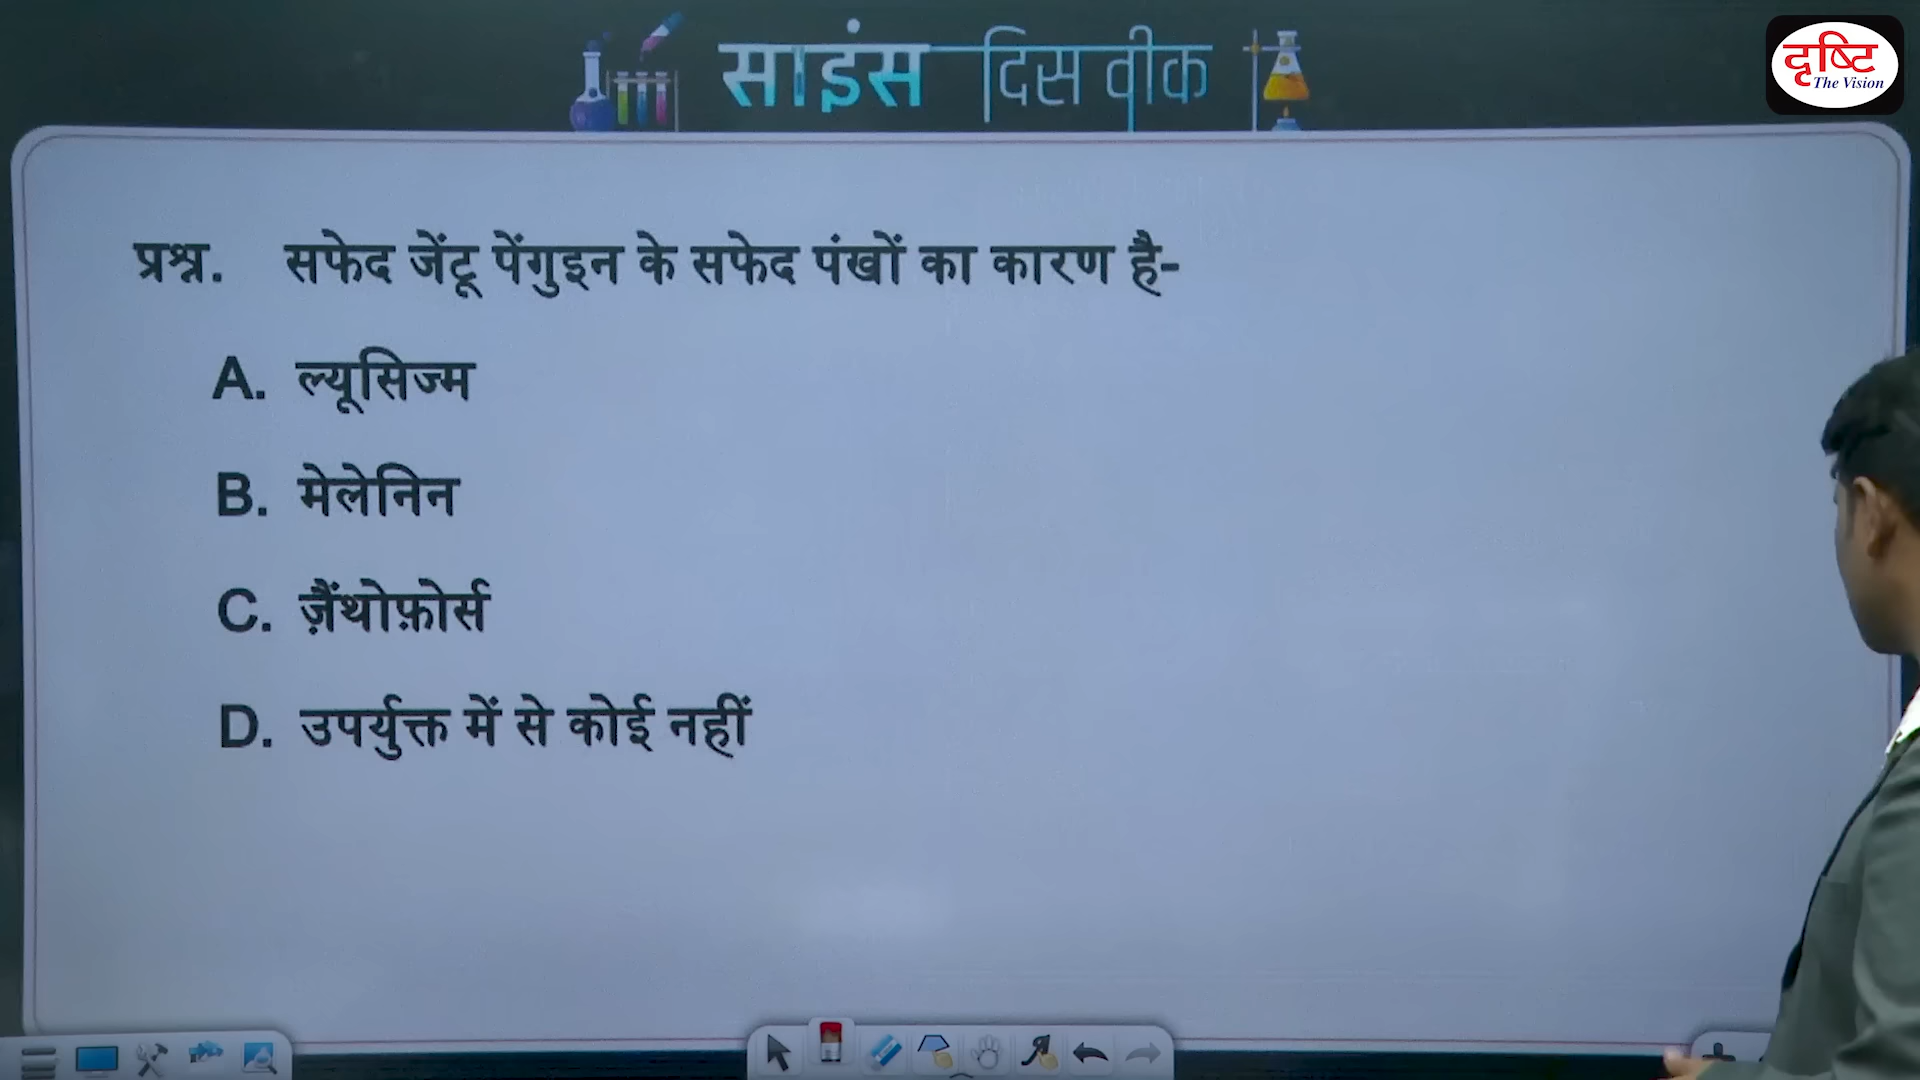 साइंस दिस वीक
दृष्टि
The Vision
प्रश्न. सफेद जेंटू पेंगुइन के सफेद पंखों का कारण है-
A. ल्यूसिज्म
B. मेलेनिन
C. ज़ैंथोफ़ोर्स
D. उपर्युक्त में से कोई नहीं